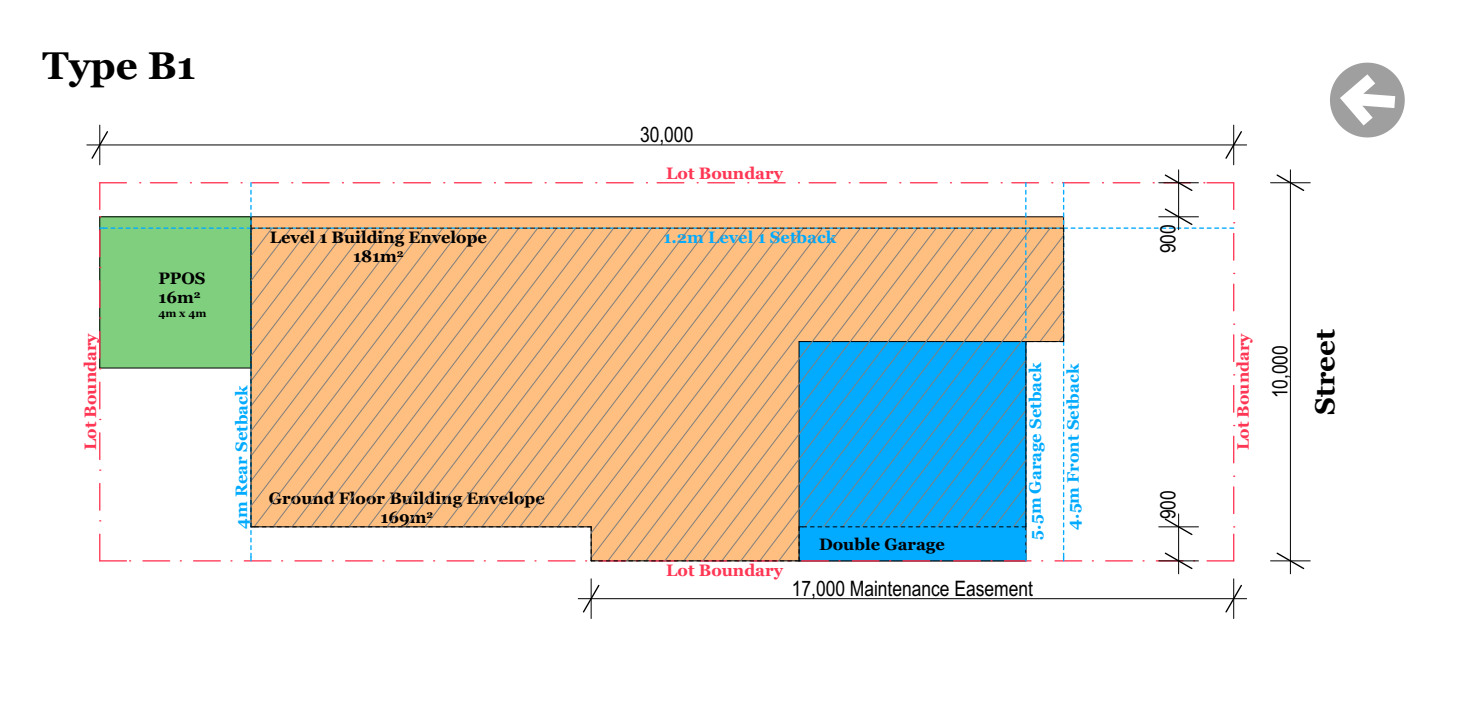 Type B1
30,000
Lot Boundary
900
Level 1 Building Envelope
181m²
1.2m Level 1 Setback
PPOS
16m²
4m x 4m
Lot Boundary
4m Rear Setback
Ground Floor Building Envelope
169m²
Double Garage
5.5m Garage Setback
4.5m Front Setback
900
Lot Boundary
10,000
Street
Lot Boundary
17,000 Maintenance Easement